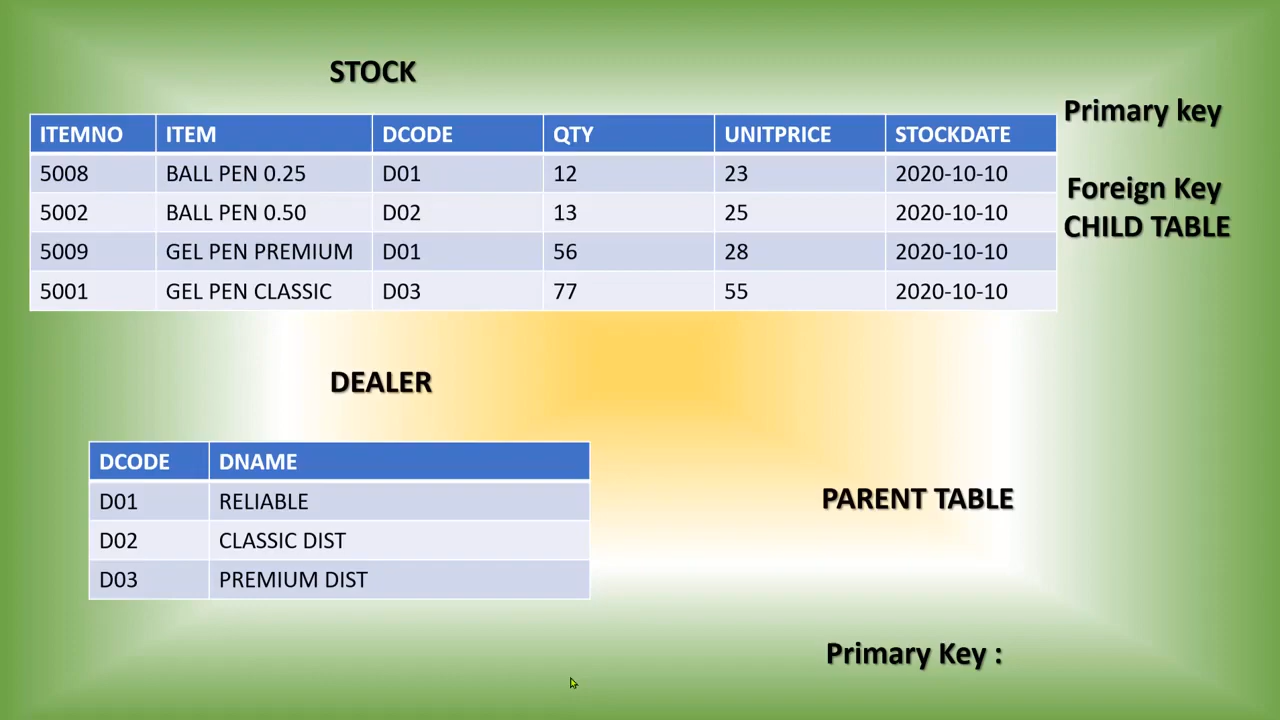 STOCK
Primary key
ITEMNO ITEM DCODE QTY UNITPRICE STOCKDATE
5008 BALL PEN 0.25 D01 12 23 2020-10-10
Foreign Key
5002 BALL PEN 0.50 D02 13 25 2020-10-10
CHILD TABLE
5009 GEL PEN PREMIUM D01 56 28 2020-10-10
5001 GEL PEN CLASSIC D03 77 55 2020-10-10
DEALER
DCODE DNAME
D01 RELIABLE
PARENT TABLE
D02 CLASSIC DIST
D03 PREMIUM DIST
Primary Key :